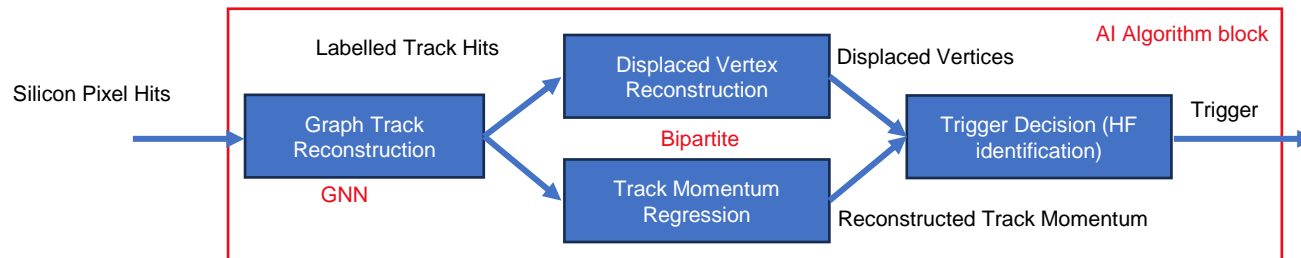 AI Algorithm block
Silicon Pixel Hits
Labelled Track Hits
Graph Track
Reconstruction
GNN
Displaced Vertex
Reconstruction
Displaced Vertices
Bipartite
Track Momentum
Regression
Reconstructed Track Momentum
Trigger Decision (HF
identification)
Trigger